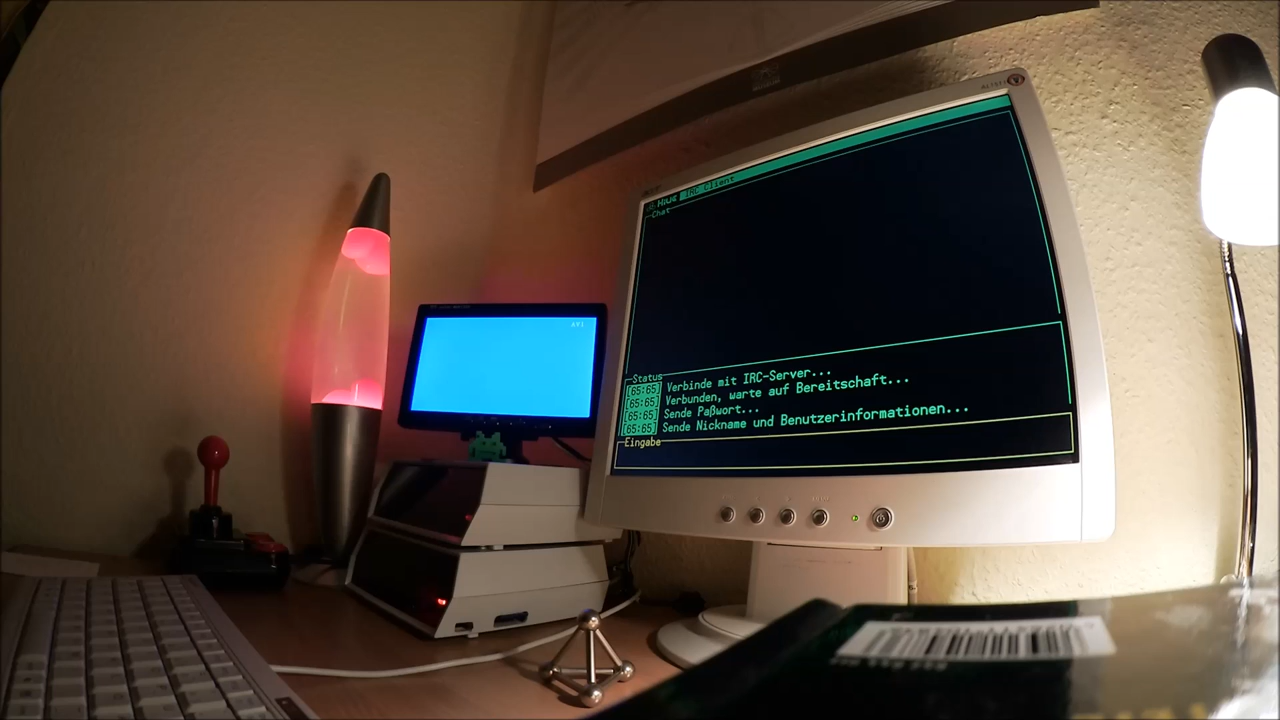 AV1
HiVE IRC Client
Chat
Status
[65:65] Verbinde mit IRC-Server...
[65:65] Verbunden, warte auf Bereitschaft...
[65:65] Sende Paßwort...
[65:65] Sende Nickname und Benutzerinformationen...
Eingabe